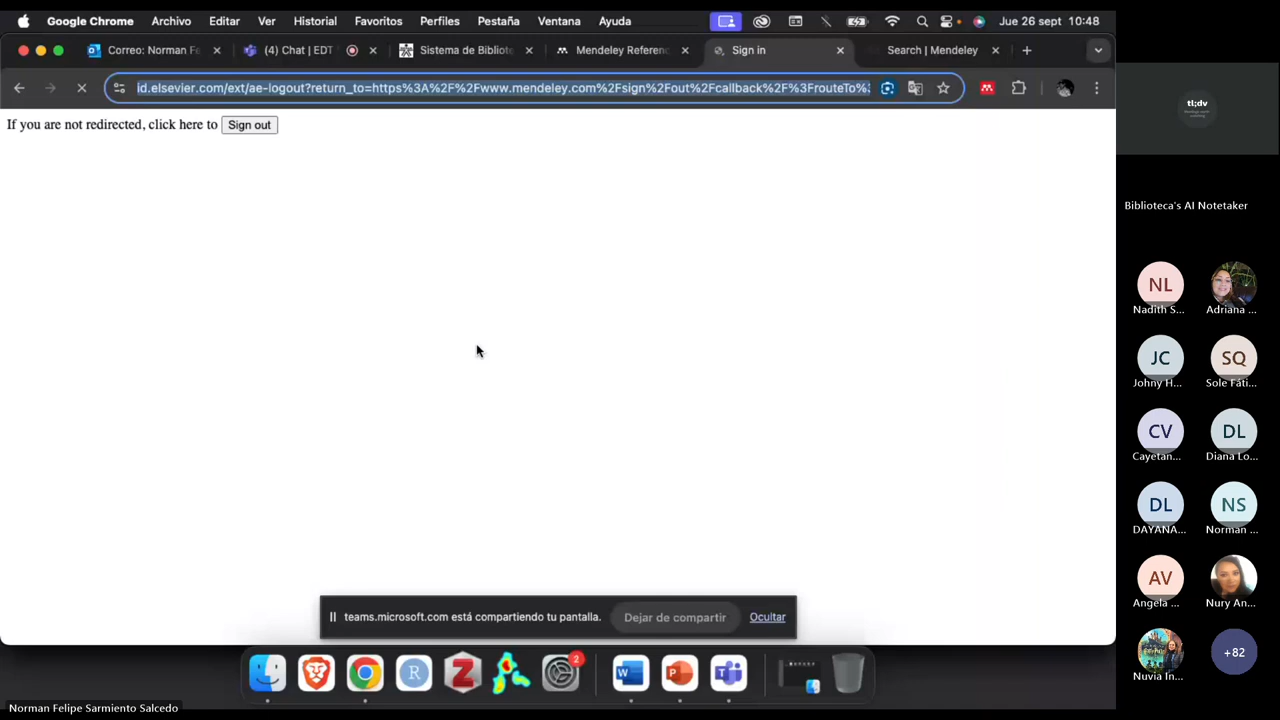 Google Chrome Archivo Editar Ver Historial Favoritos Perfiles Pestaña Ventana Ayuda Jue 26 sept 10:48
Correo: Norman Fe (4) Chat | EDT Sistema de Bibliote Mendeley Referenc Sign in Search | Mendeley
id.elsevier.com/ext/ae-logout?return_to=https%3A%2F%2Fwww.mendeley.com%2Fsign%2Fout%2Fcallback%2F%3FrouteTo%3
If you are not redirected, click here to Sign out
teams.microsoft.com está compartiendo tu pantalla. Dejar de compartir Ocultar
R Z 2 W P T
Norman Felipe Sarmiento Salcedo
tl;dv
Biblioteca's AI Notetaker
NL
Nadith S... Adriana ...
JC SQ
Johny H... Sole Fáti...
CV DL
Cayetan... Diana Lo...
DL NS
DAYANA... Norman ...
AV
Angela ... Nury An...
+82
Nuvia In...